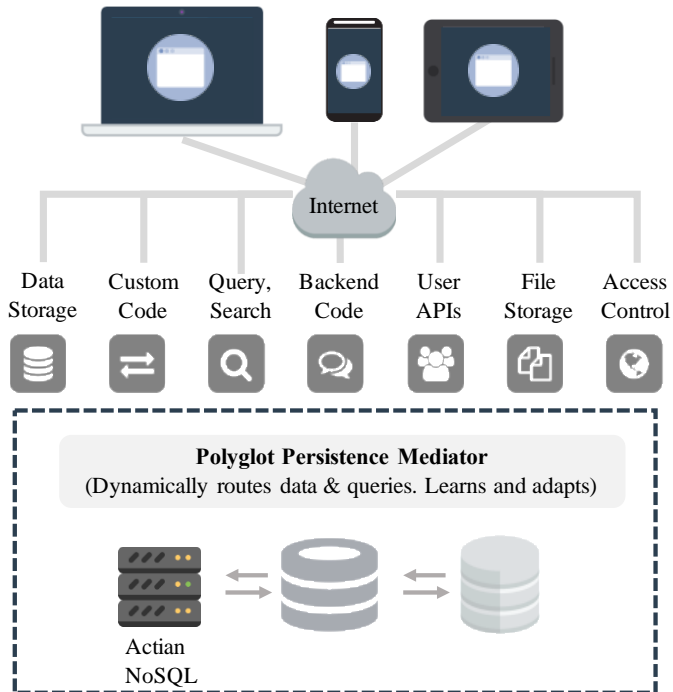 Internet
Data
Storage
Custom
Code
Query,
Search
Backend
Code
User
APIs
File
Storage
Access
Control
Polyglot Persistence Mediator
(Dynamically routes data & queries. Learns and adapts)
Actian
NoSQL